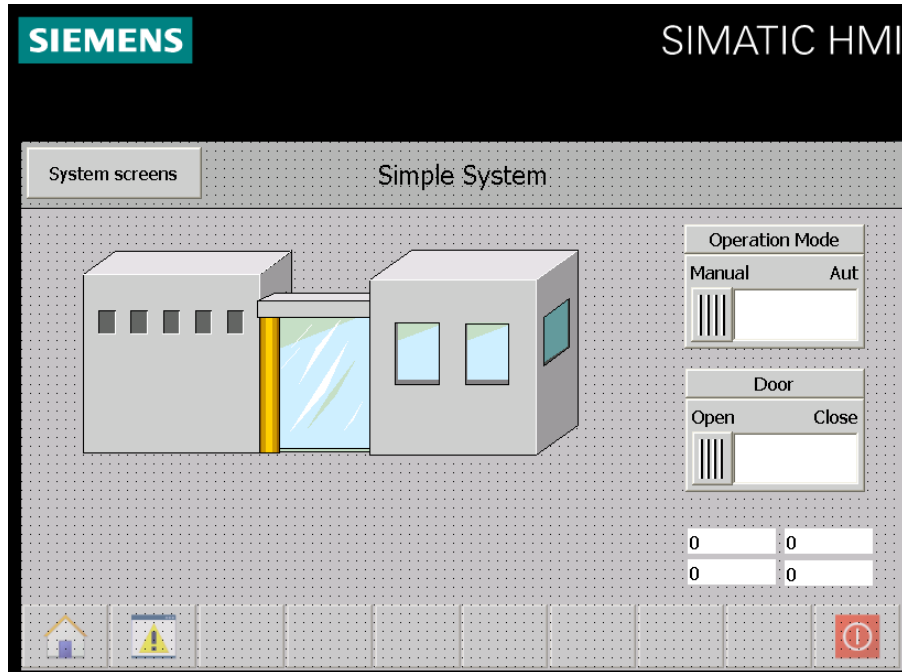 SIEMENS
SIMATIC HMI
System screens
Simple System
Operation Mode
Manual Aut
Door
Open Close
0 0
0 0